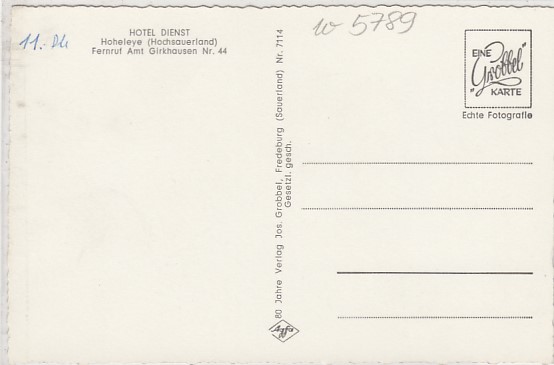 11.- Dk
HOTEL DIENST
Hoheleye (Hochsauerland)
Fernruf Amt Girkhausen Nr. 44
w 5789
EINE
„Grobbel"
KARTE
Echte Fotografie
80 Jahre Verlag Jos. Grobbel, Fredeburg (Sauerland) Nr. 7114
Gesetzl. gesch.
Agfa